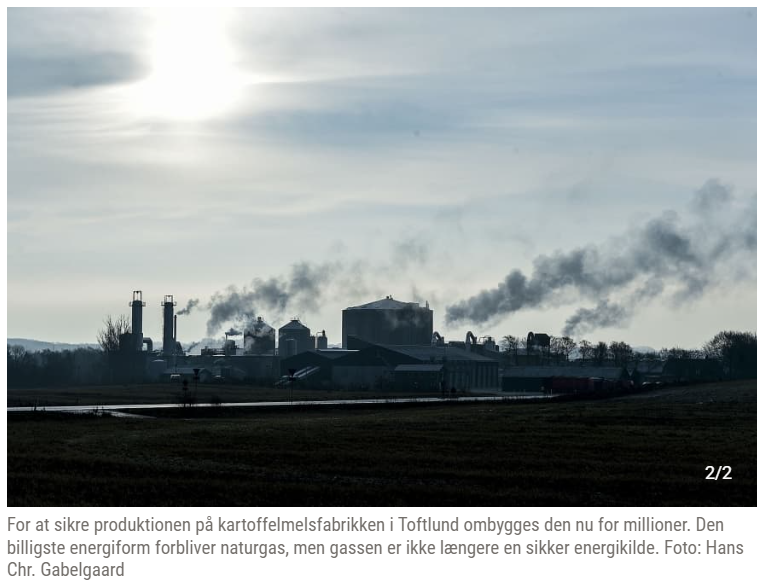 2/2
For at sikre produktionen på kartoffelmelsfabrikken i Toftlund ombygges den nu for millioner. Den
billigste energiform forbliver naturgas, men gassen er ikke længere en sikker energikilde. Foto: Hans
Chr. Gabelgaard